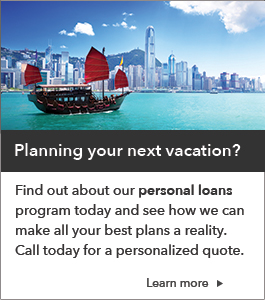 Planning your next vacation?
Find out about our personal loans
program today and see how we can
make all your best plans a reality.
Call today for a personalized quote.
Learn more